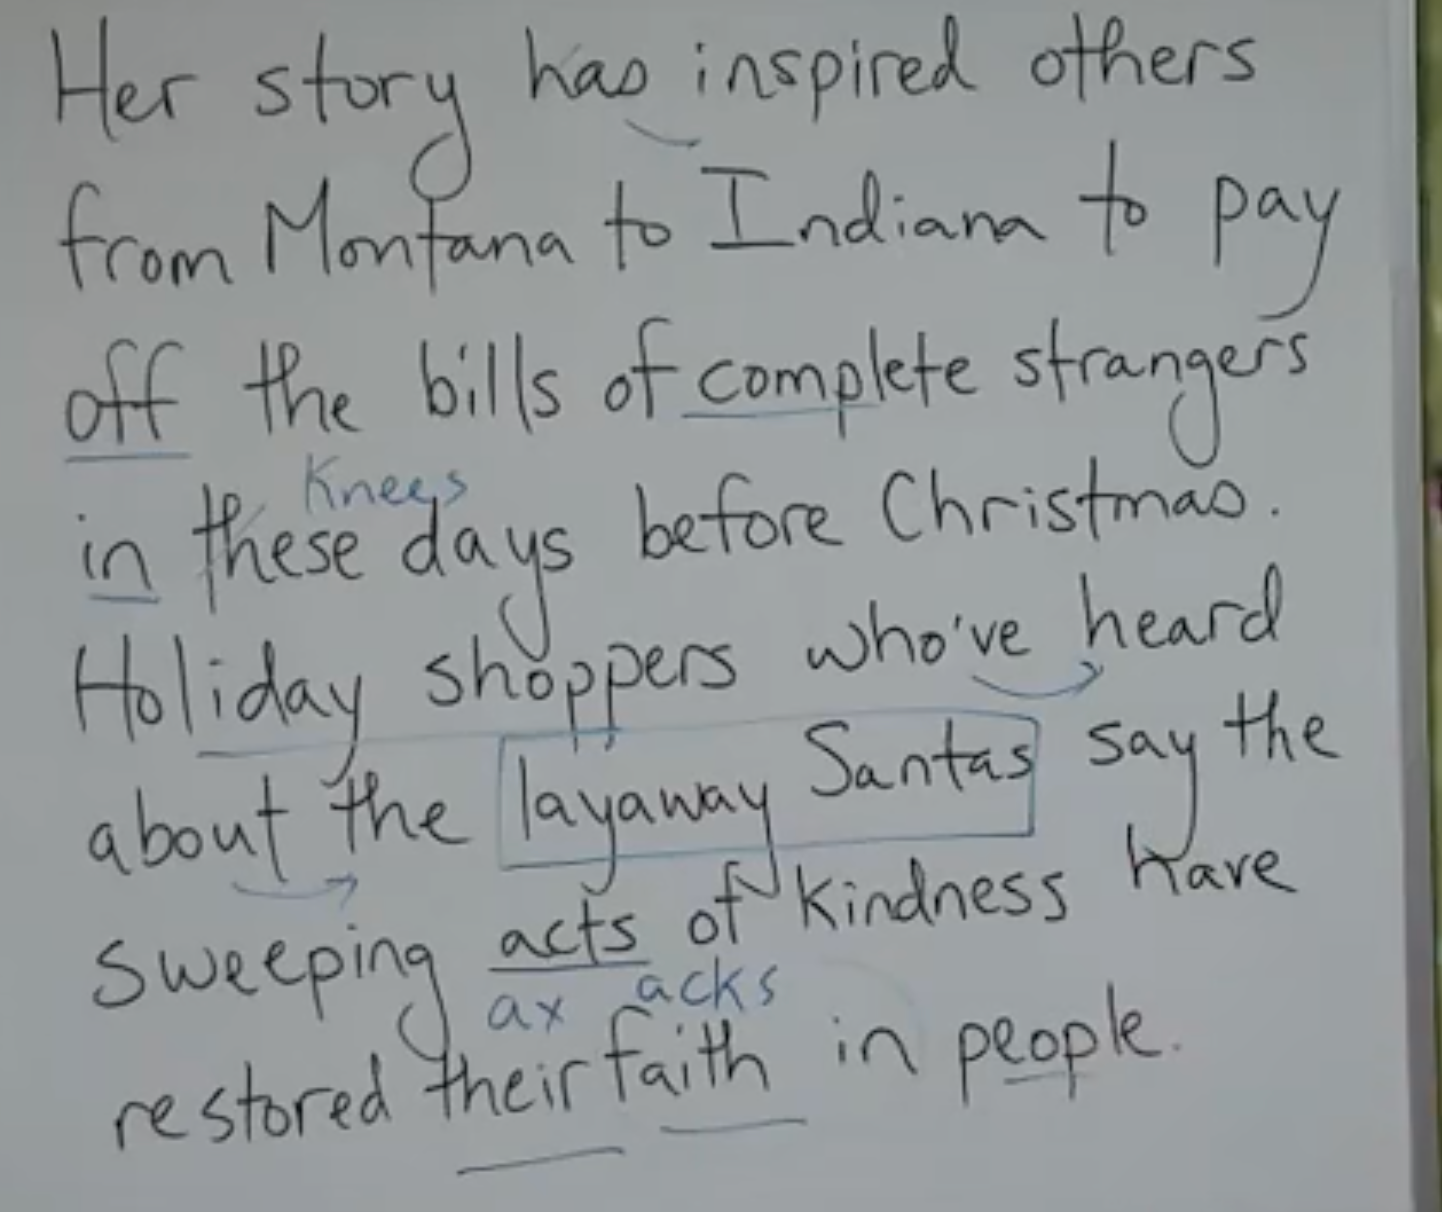 Her story has inspired others
from Montana to Indiana to pay
off the bills of complete strangers
Knees
in these days before Christmas.
Holiday shoppers who've heard
about the layaway Santas say the
sweeping acts of kindness have
ax acks
restored their faith in people.